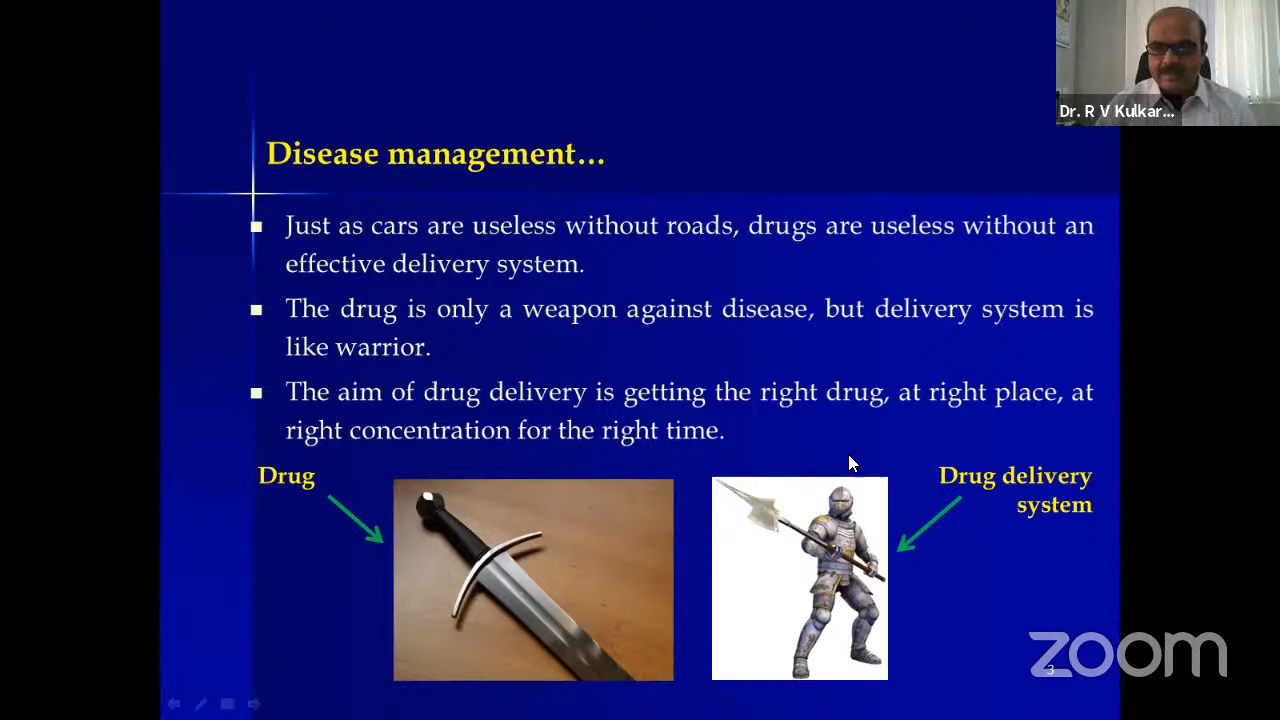 Dr. R V Kulkar...
Disease management...
Just as cars are useless without roads, drugs are useless without an
effective delivery system.
The drug is only a weapon against disease, but delivery system is
like warrior.
The aim of drug delivery is getting the right drug, at right place, at
right concentration for the right time.
Drug
Drug delivery
system
zoom
3